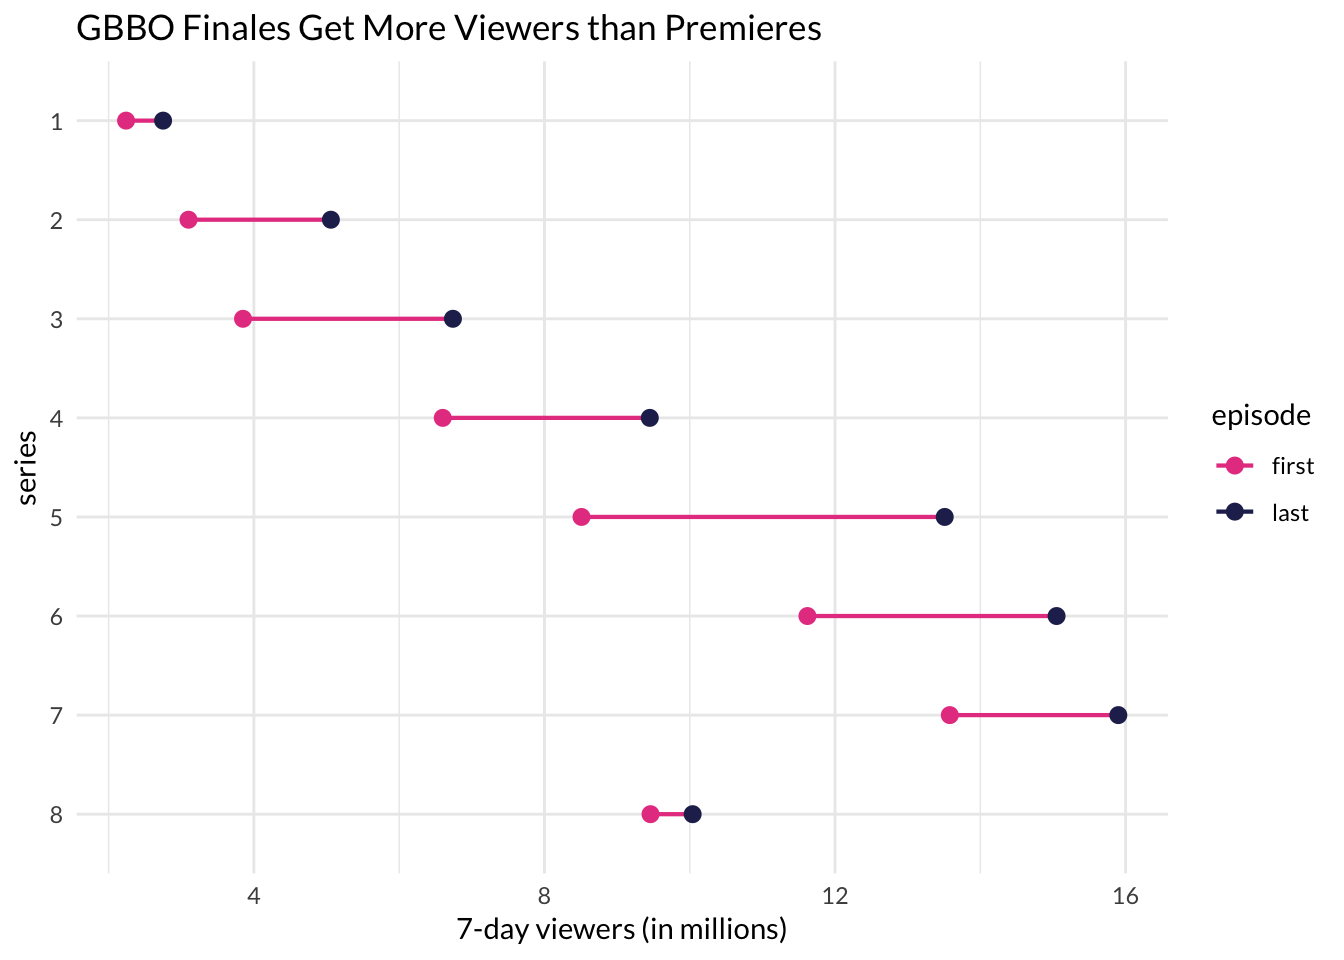 GBBO Finales Get More Viewers than Premieres
series
1
2
3
4
5
6
7
8
4 8 12 16
7-day viewers (in millions)
episode
first
last